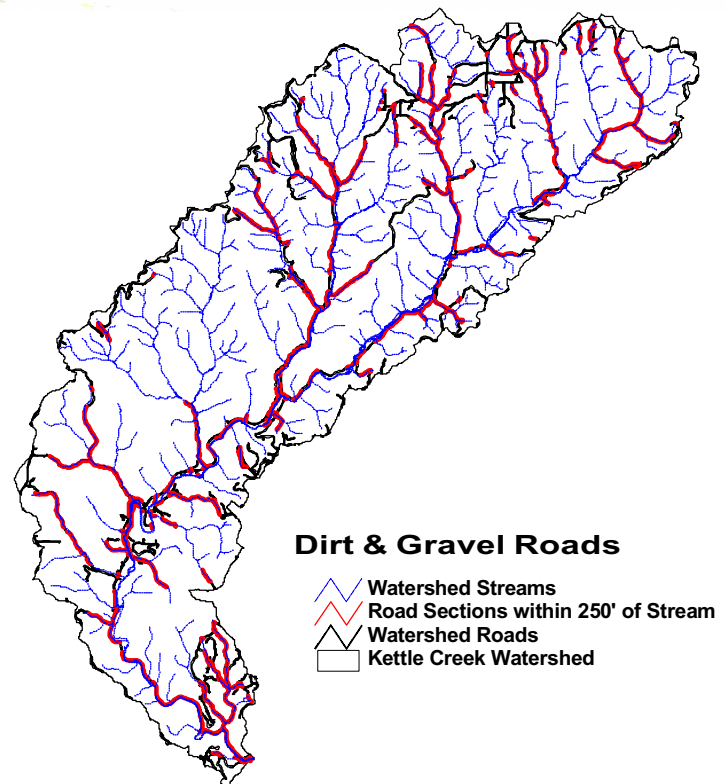 Dirt & Gravel Roads
Watershed Streams
Road Sections within 250' of Stream
Watershed Roads
Kettle Creek Watershed